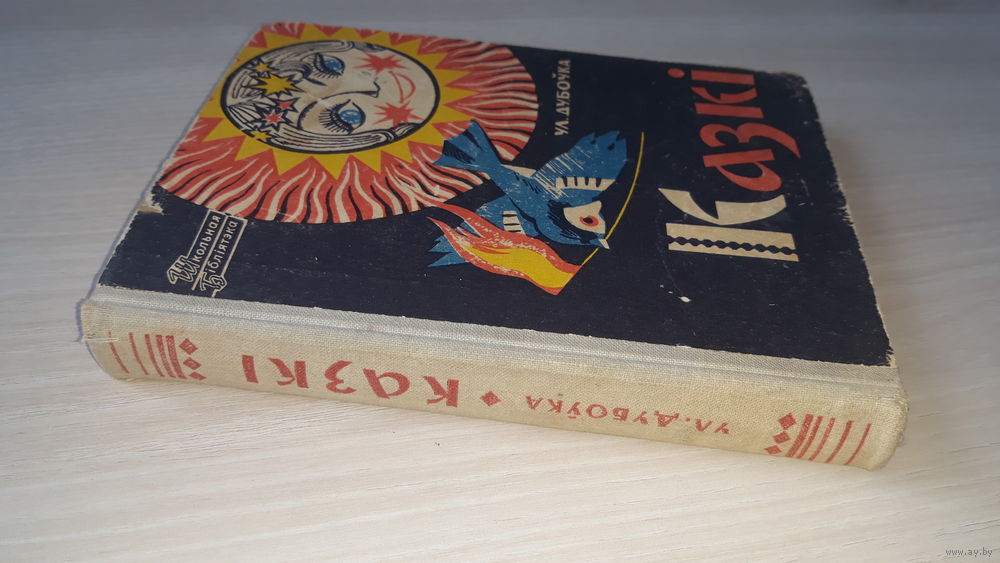 Ул. Дубоўка
Казкі
Школьная
Бібліятэка
Ул. Дубоўка ◆ Казкі
www.ay.by